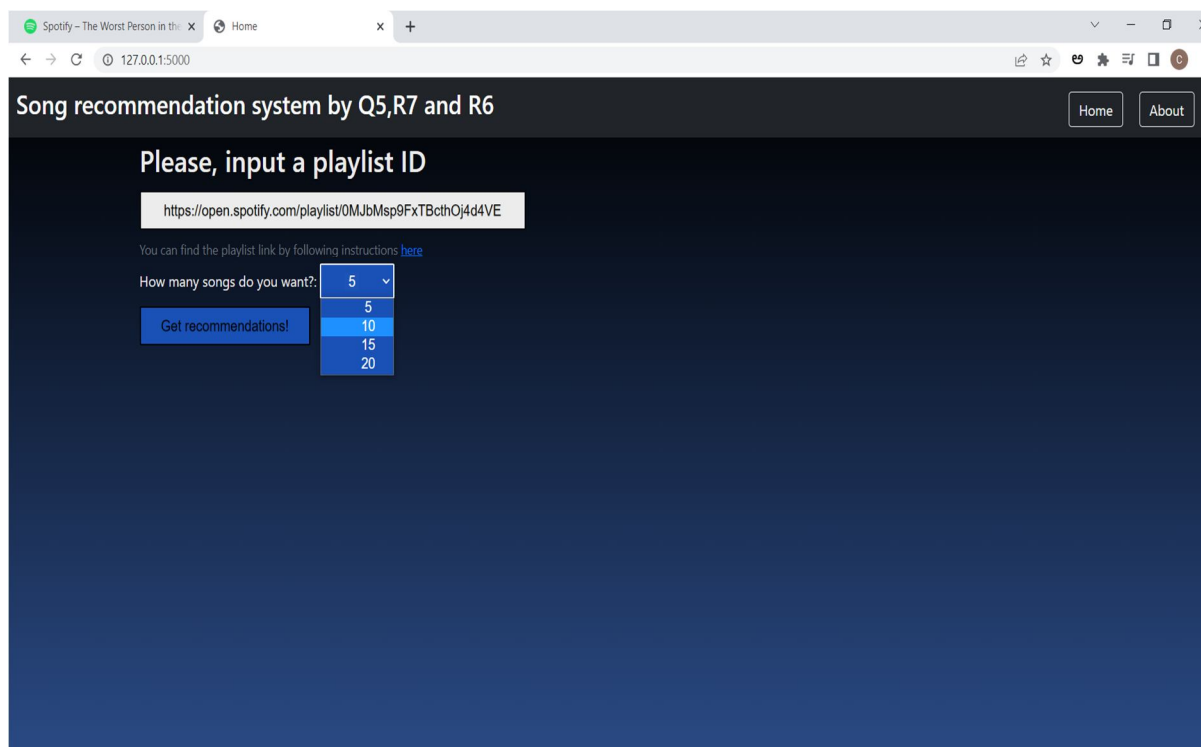 Spotify – The Worst Person in the
Home
127.0.0.1:5000
C
Song recommendation system by Q5,R7 and R6
Home
About
Please, input a playlist ID
https://open.spotify.com/playlist/0MJbMsp9FxTBcthOj4d4VE
You can find the playlist link by following instructions here
How many songs do you want?: 5
5
Get recommendations!
10
15
20